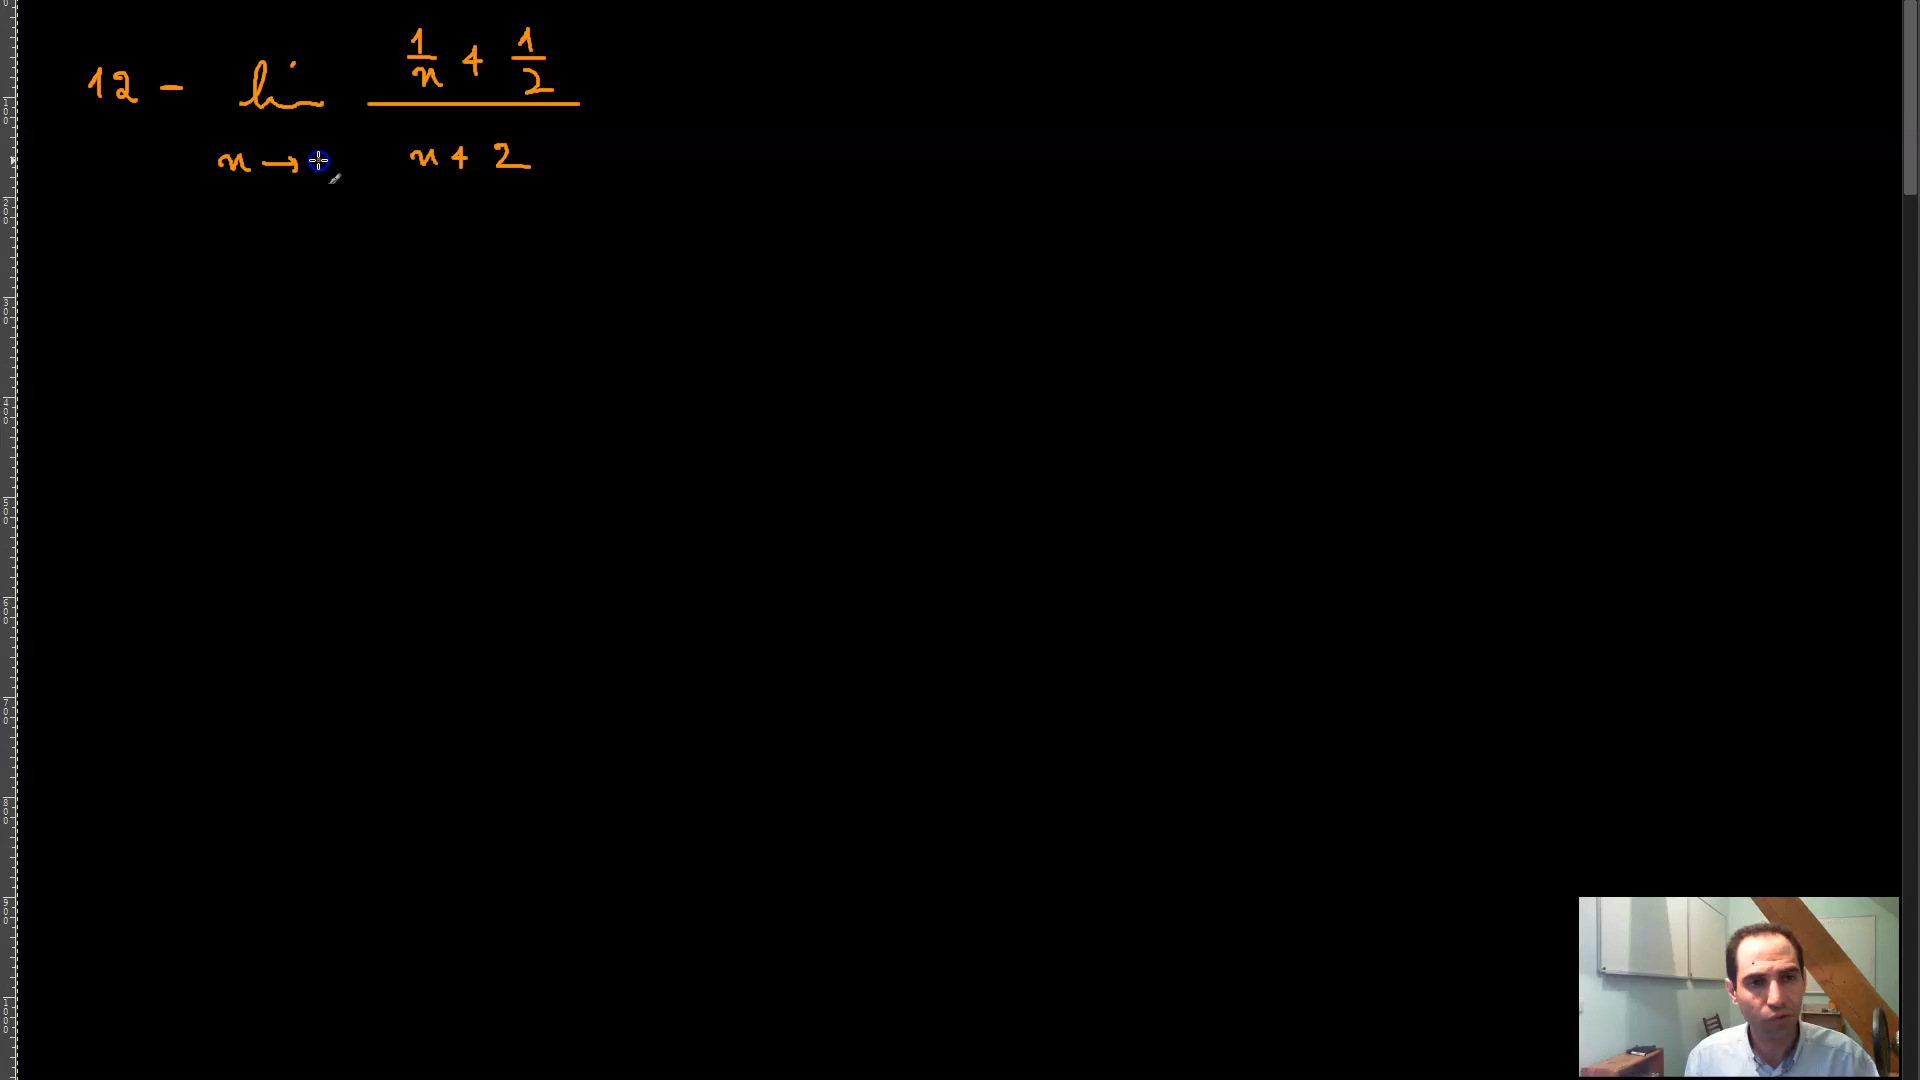 12 - lim (1/x + 1/2) / (x + 2)
x →